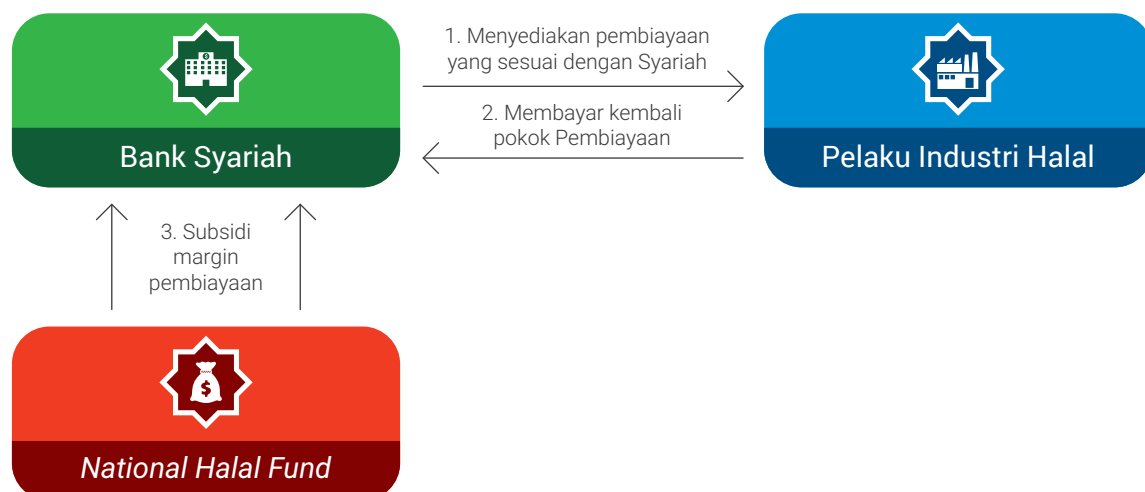 1. Menyediakan pembiayaan
yang sesuai dengan Syariah
2. Membayar kembali
pokok Pembiayaan
Bank Syariah
Pelaku Industri Halal
3. Subsidi
margin
pembiayaan
$
National Halal Fund